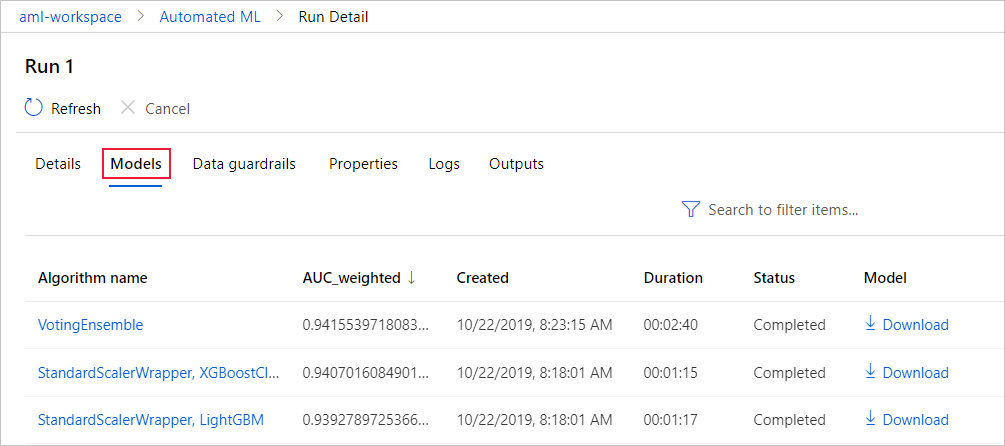 aml-workspace > Automated ML > Run Detail
Run 1
Refresh Cancel
Details Models Data guardrails Properties Logs Outputs
Search to filter items...
Algorithm name AUC_weighted ↓ Created Duration Status Model
VotingEnsemble 0.9415539718083... 10/22/2019, 8:23:15 AM 00:02:40 Completed Download
StandardScalerWrapper, XGBoostCl... 0.9407016084901... 10/22/2019, 8:18:01 AM 00:01:15 Completed Download
StandardScalerWrapper, LightGBM 0.9392789725366... 10/22/2019, 8:18:01 AM 00:01:17 Completed Download